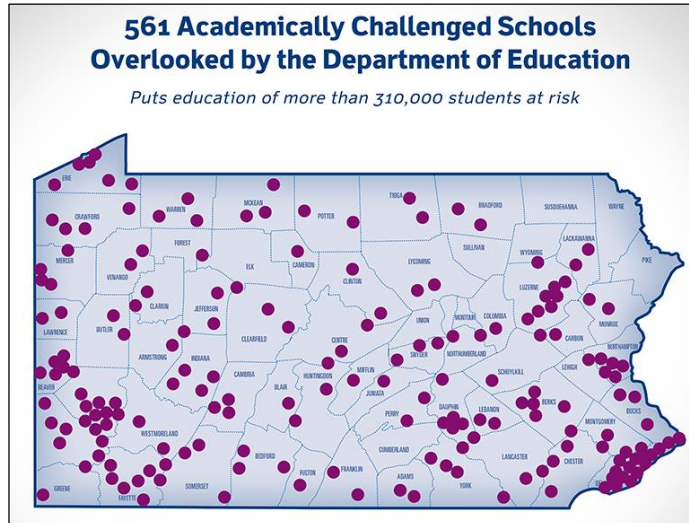 561 Academically Challenged Schools
Overlooked by the Department of Education
Puts education of more than 310,000 students at risk
ERIE
CRAWFORD
WARREN
MCKEAN
POTTER
TIOGA
BRADFORD
SUSQUEHANNA
WAYNE
FOREST
ELK
CAMERON
SULLIVAN
WYOMING
LACKAWANNA
PIKE
MERCER
VENANGO
CLINTON
LYCOMING
LUZERNE
CLARION
JEFFERSON
CLEARFIELD
CENTRE
UNION
MONTOUR
COLUMBIA
MONROE
LAWRENCE
BUTLER
ARMSTRONG
INDIANA
CAMBRIA
BLAIR
HUNTINGDON
MIFFLIN
JUNIATA
SNYDER
NORTHUMBERLAND
SCHUYLKILL
CARBON
NORTHAMPTON
LEHIGH
BEAVER
WESTMORELAND
PERRY
DAUPHIN
LEBANON
BERKS
MONTGOMERY
BUCKS
GREENE
FAYETTE
SOMERSET
BEDFORD
FULTON
FRANKLIN
CUMBERLAND
ADAMS
YORK
LANCASTER
CHESTER